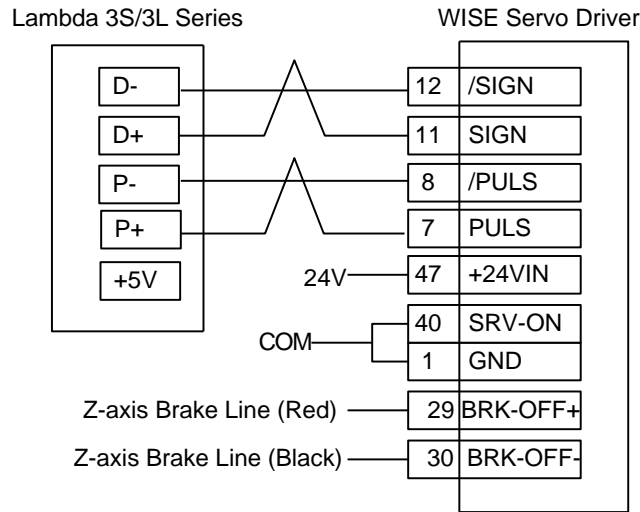 Lambda 3S/3L Series WISE Servo Driver
D- 12 /SIGN
D+ 11 SIGN
P- 8 /PULS
P+ 7 PULS
+5V 24V 47 +24VIN
40 SRV-ON
COM
1 GND
Z-axis Brake Line (Red) 29 BRK-OFF+
Z-axis Brake Line (Black) 30 BRK-OFF-